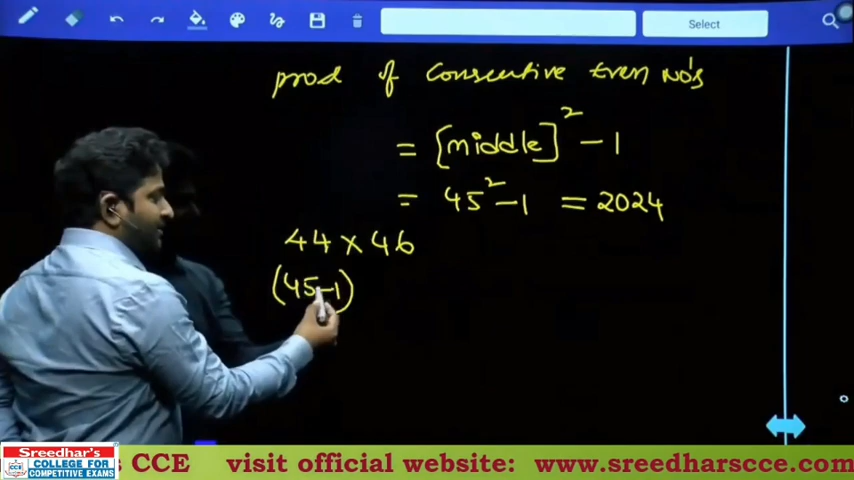 Select
prod of Consecutive Even No's
= [middle]² - 1
= 45² - 1 = 2024
44 × 46
(45-1)
Sreedhar's
CCE
COLLEGE FOR
COMPETITIVE EXAMS
s CCE visit official website: www.sreedharscce.com